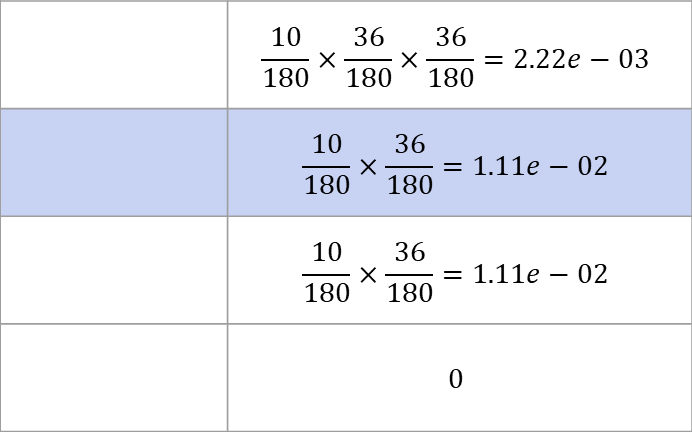 10/180 × 36/180 × 36/180 = 2.22e − 03
10/180 × 36/180 = 1.11e − 02
10/180 × 36/180 = 1.11e − 02
0